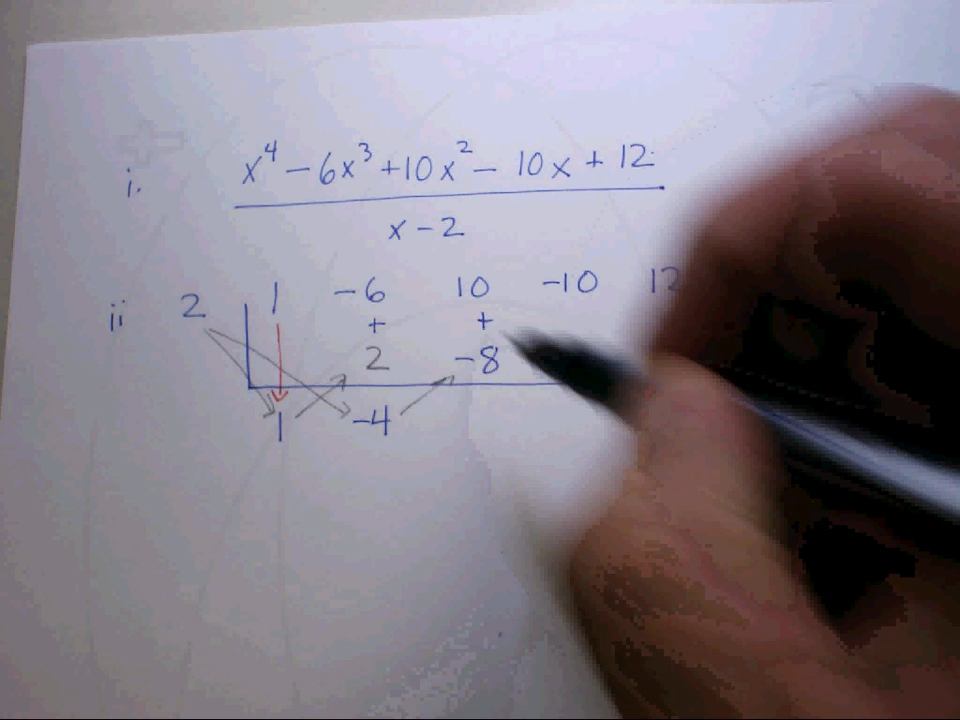 i. x⁴ - 6x³ + 10x² - 10x + 12
x - 2
ii 2 1 -6 10 -10 12
+ +
2 -8
1 -4